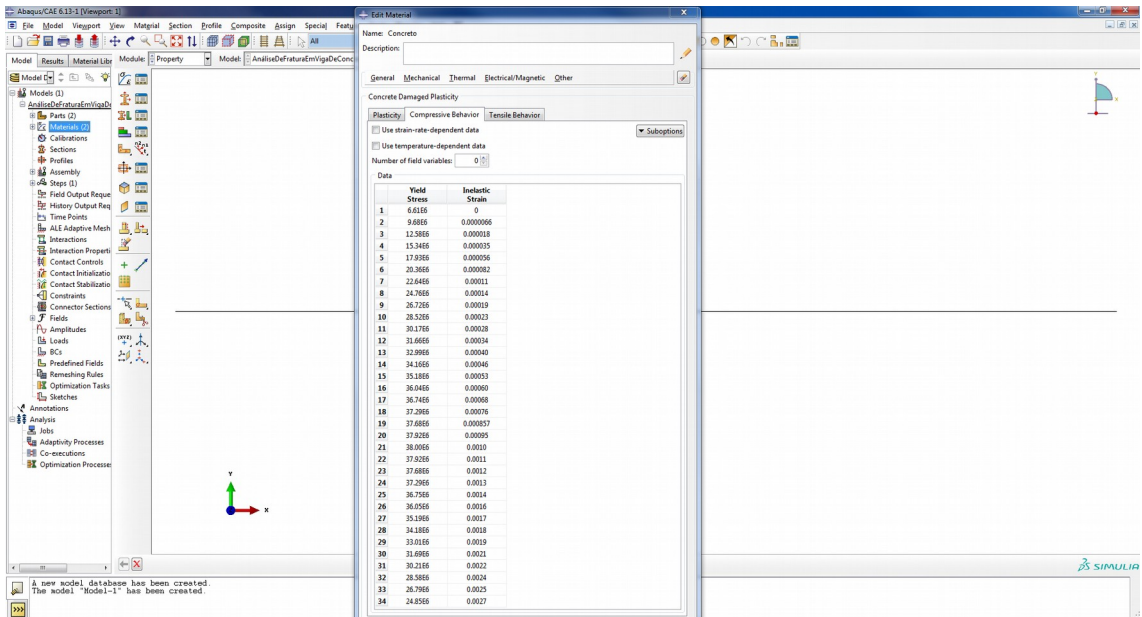 Abaqus/CAE 6.13-1 [Viewport: 1]
File Model Viewport View Material Section Profile Composite Assign Special Featu
All
Model Results Material Libr Module: Property Model: AnáliseDeFraturaEmVigaDeConc
Model D
Models (1)
AnáliseDeFraturaEmVigaDe
Parts (2)
Materials (2)
Calibrations
Sections
Profiles
Assembly
Steps (1)
Field Output Reque
History Output Req
Time Points
ALE Adaptive Mesh
Interactions
Interaction Properti
Contact Controls
Contact Initializatio
Contact Stabilizatio
Constraints
Connector Sections
Fields
Amplitudes
Loads
BCs
Predefined Fields
Remeshing Rules
Optimization Tasks
Sketches
Annotations
Analysis
Jobs
Adaptivity Processes
Co-executions
Optimization Processes
(XYZ)
Y
X
A new model database has been created.
The model "Model-1" has been created.
>>>
Edit Material
X
Name: Concreto
Description:
General Mechanical Thermal Electrical/Magnetic Other
Concrete Damaged Plasticity
Plasticity Compressive Behavior Tensile Behavior
Use strain-rate-dependent data
Suboptions
Use temperature-dependent data
Number of field variables: 0
Data
Yield Stress Inelastic Strain
1 6.61E6 0
2 9.68E6 0.0000066
3 12.58E6 0.000018
4 15.34E6 0.000035
5 17.93E6 0.000056
6 20.36E6 0.000082
7 22.64E6 0.00011
8 24.76E6 0.00014
9 26.72E6 0.00019
10 28.52E6 0.00023
11 30.17E6 0.00028
12 31.66E6 0.00034
13 32.99E6 0.00040
14 34.16E6 0.00046
15 35.18E6 0.00053
16 36.04E6 0.00060
17 36.74E6 0.00068
18 37.29E6 0.00076
19 37.68E6 0.000857
20 37.92E6 0.00095
21 38.00E6 0.0010
22 37.92E6 0.0011
23 37.68E6 0.0012
24 37.29E6 0.0013
25 36.75E6 0.0014
26 36.05E6 0.0016
27 35.19E6 0.0017
28 34.18E6 0.0018
29 33.01E6 0.0019
30 31.69E6 0.0021
31 30.21E6 0.0022
32 28.58E6 0.0024
33 26.79E6 0.0025
34 24.85E6 0.0027
SIMULIA